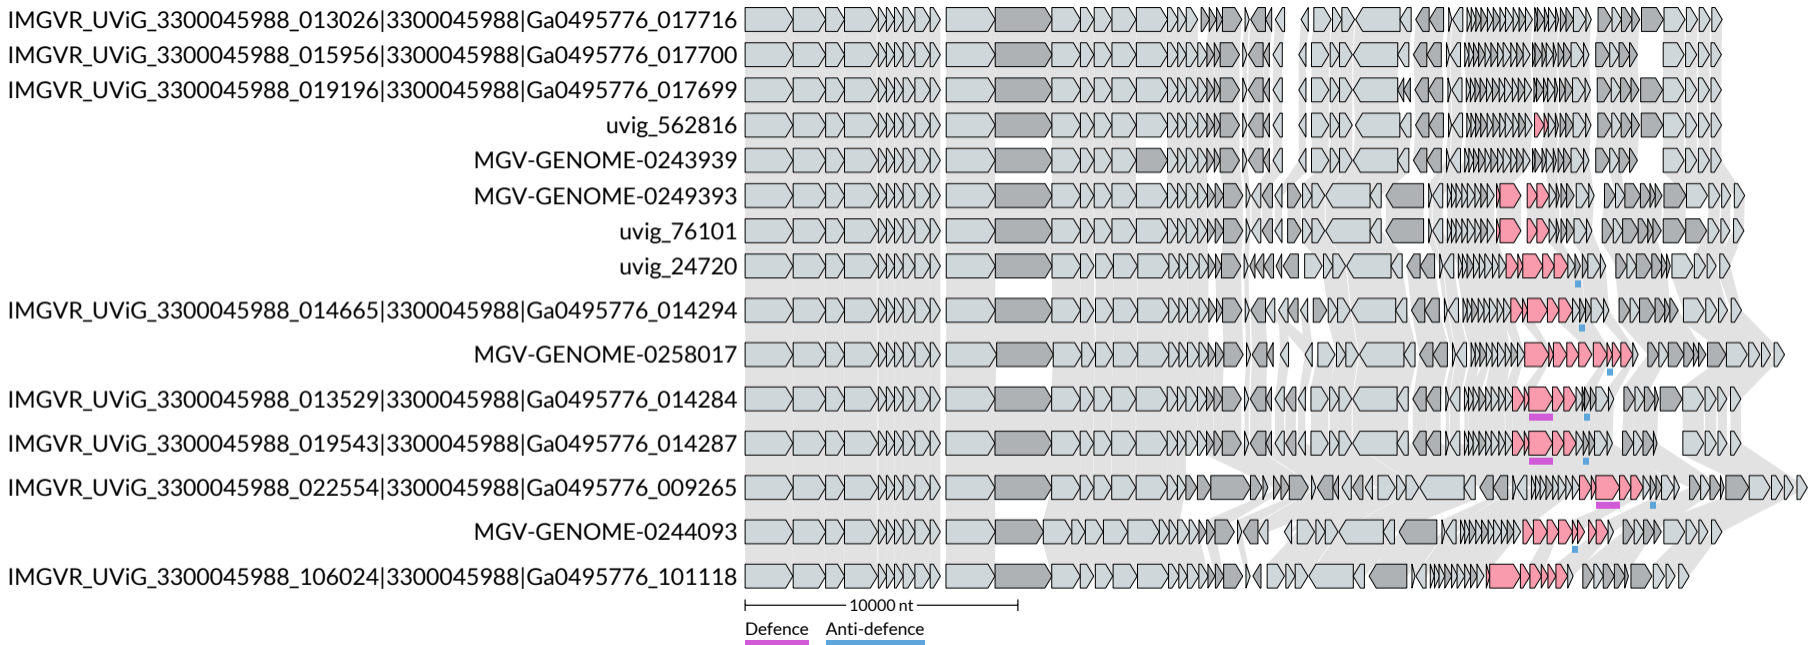 IMGVR_UViG_3300045988_013026|3300045988|Ga0495776_017716
IMGVR_UViG_3300045988_015956|3300045988|Ga0495776_017700
IMGVR_UViG_3300045988_019196|3300045988|Ga0495776_017699
uvig_562816
MGV-GENOME-0243939
MGV-GENOME-0249393
uvig_76101
uvig_24720
IMGVR_UViG_3300045988_014665|3300045988|Ga0495776_014294
MGV-GENOME-0258017
IMGVR_UViG_3300045988_013529|3300045988|Ga0495776_014284
IMGVR_UViG_3300045988_019543|3300045988|Ga0495776_014287
IMGVR_UViG_3300045988_022554|3300045988|Ga0495776_009265
MGV-GENOME-0244093
IMGVR_UViG_3300045988_106024|3300045988|Ga0495776_101118
10000 nt
Defence Anti-defence